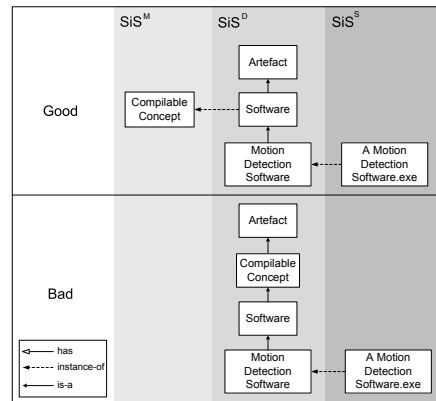 SiS^M
SiS^D
SiS^S
Good
Artefact
Compilable
Concept
Software
Motion
Detection
Software
A Motion
Detection
Software.exe
Bad
Artefact
Compilable
Concept
Software
Motion
Detection
Software
A Motion
Detection
Software.exe
has
instance-of
is-a